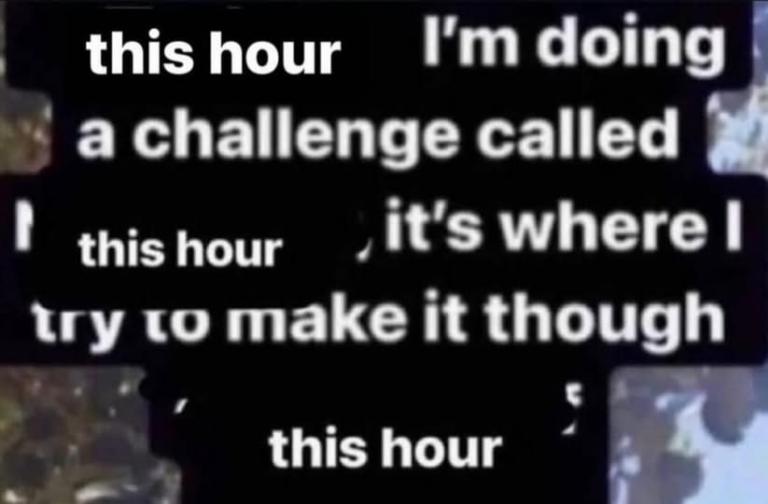 this hour I'm doing
a challenge called
this hour , it's where I
try to make it though
this hour